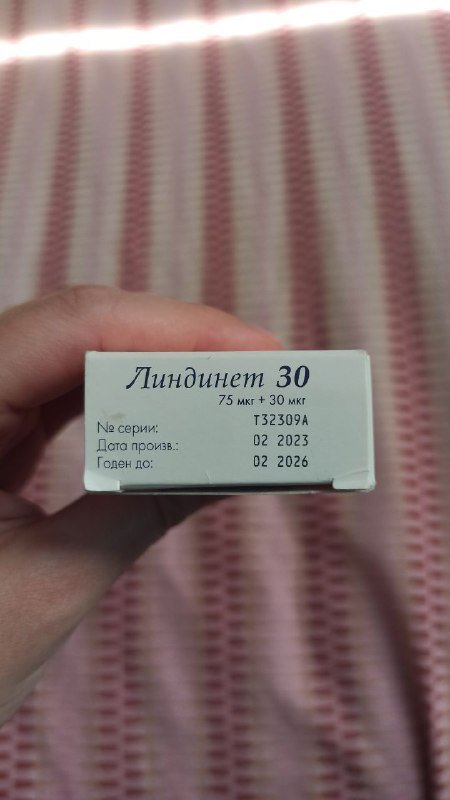 Линдинет 30
75 мкг + 30 мкг
№ серии: T32309A
Дата произв.: 02 2023
Годен до: 02 2026